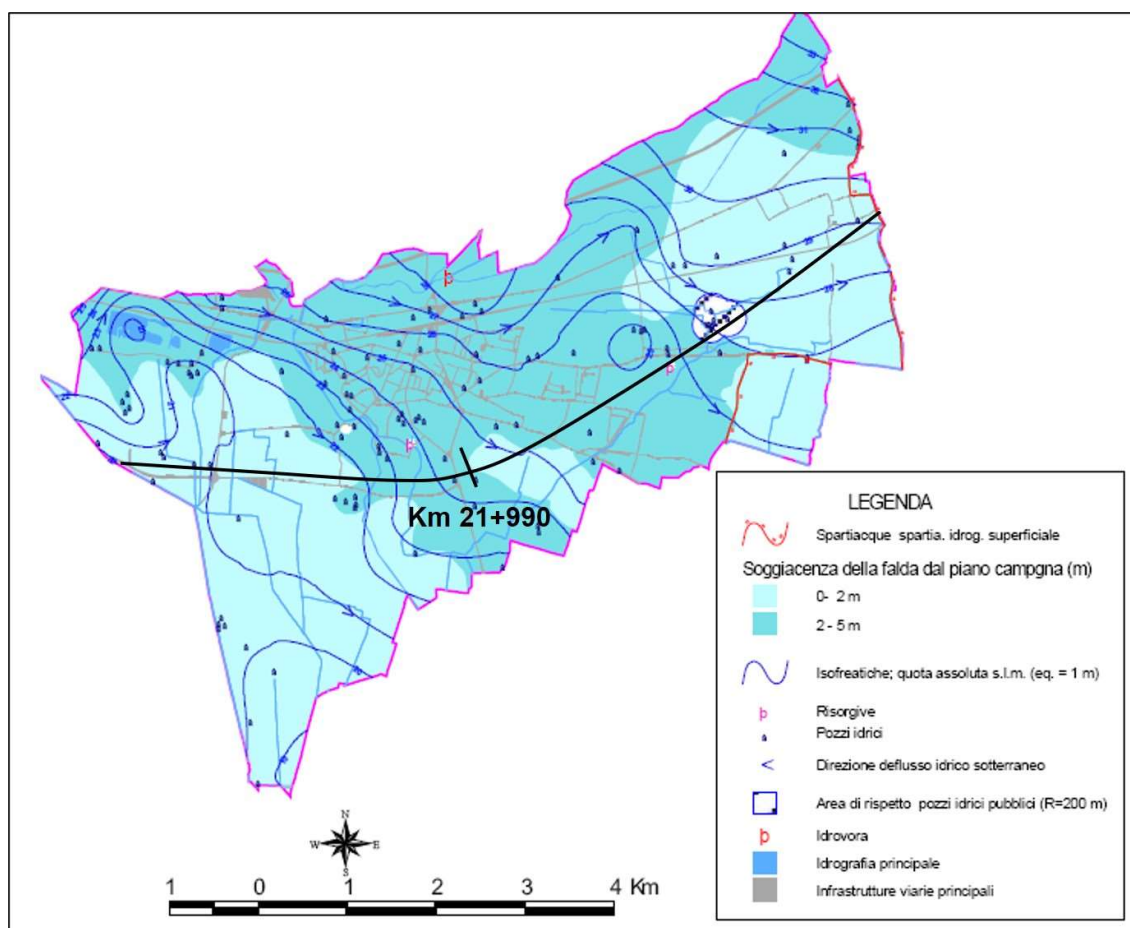 Km 21+990
LEGENDA
Spartiacque spartia. idrog. superficiale
Soggiacenza della falda dal piano campgna (m)
0- 2 m
2 - 5 m
Isofreatiche; quota assoluta s.l.m. (eq. = 1 m)
Risorgive
Pozzi idrici
Direzione deflusso idrico sotterraneo
Area di rispetto pozzi idrici pubblici (R=200 m)
Idrovora
Idrografia principale
Infrastrutture viarie principali
N
W E
S
1 0 1 2 3 4 Km